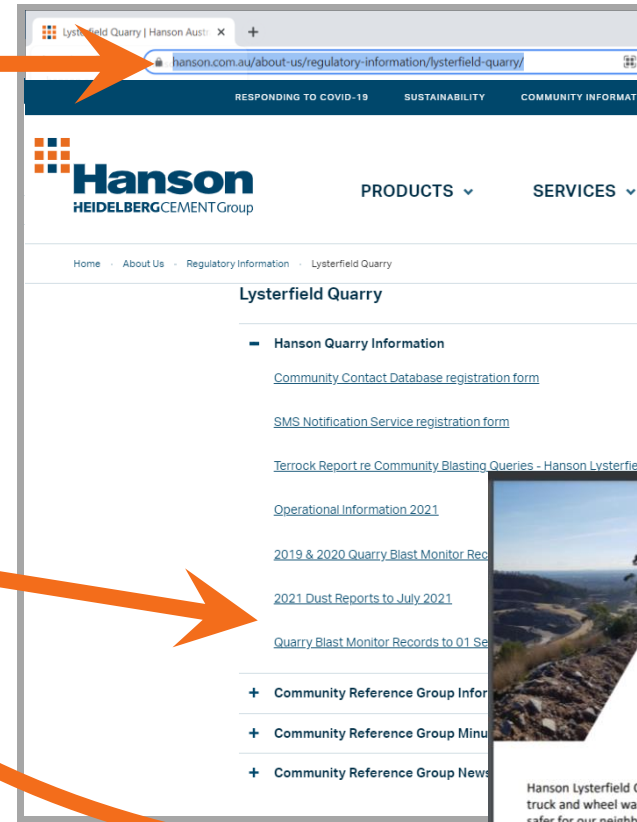 Lysterfield Quarry | Hanson Austr
hanson.com.au/about-us/regulatory-information/lysterfield-quarry/
RESPONDING TO COVID-19 SUSTAINABILITY COMMUNITY INFORMAT
Hanson
HEIDELBERGCEMENT Group
PRODUCTS SERVICES
Home About Us Regulatory Information Lysterfield Quarry
Lysterfield Quarry
Hanson Quarry Information
Community Contact Database registration form
SMS Notification Service registration form
Terrock Report re Community Blasting Queries - Hanson Lysterfie
Operational Information 2021
2019 & 2020 Quarry Blast Monitor Rec
2021 Dust Reports to July 2021
Quarry Blast Monitor Records to 01 Se
Community Reference Group Infor
Community Reference Group Minu
Community Reference Group News
Hanson Lysterfield
truck and wheel wa
safer for our neighb